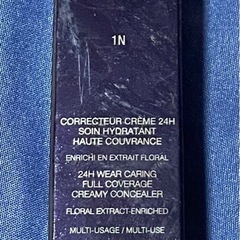 1N
CORRECTEUR CRÈME 24H
SOIN HYDRATANT
HAUTE COUVRANCE
ENRICHI EN EXTRAIT FLORAL
24H WEAR CARING
FULL COVERAGE
CREAMY CONCEALER
FLORAL EXTRACT-ENRICHED
MULTI-USAGE / MULTI-USE